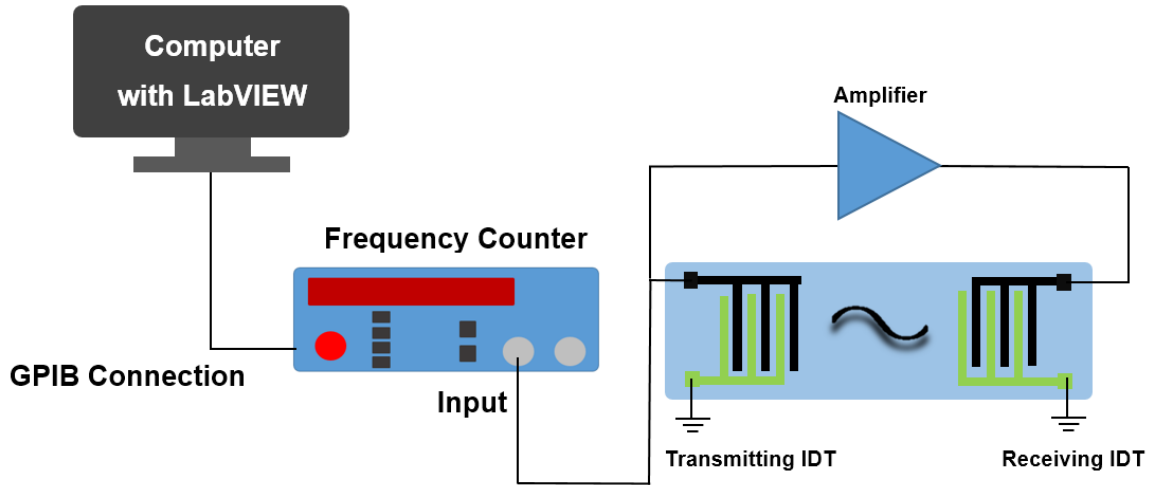 Computer
with LabVIEW
Amplifier
Frequency Counter
GPIB Connection
Input
Transmitting IDT
Receiving IDT